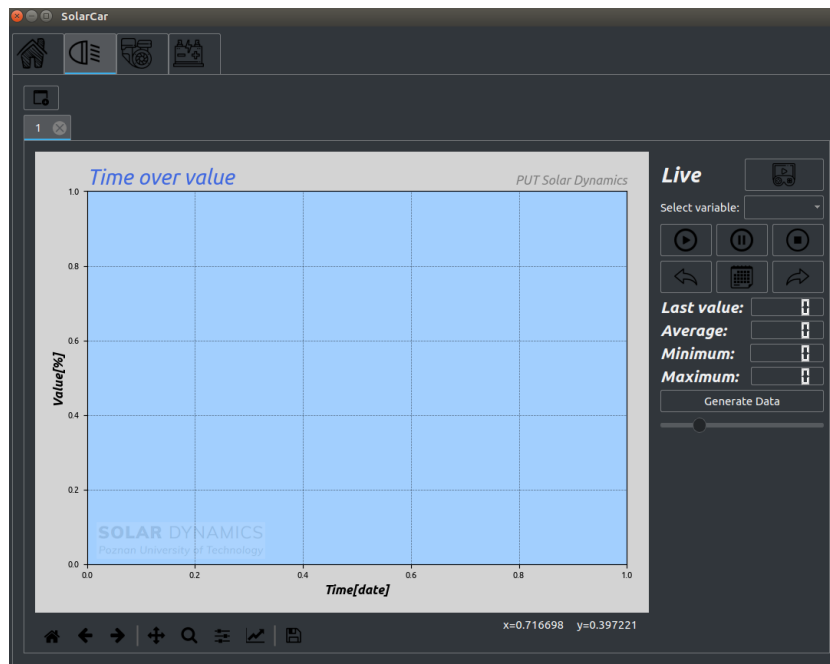 SolarCar
1
Time over value
PUT Solar Dynamics
1.0
0.8
0.6
0.4
0.2
0.0
Value[%]
SOLAR DYNAMICS
Poznan University of Technology
0.0
0.2
0.4
0.6
0.8
1.0
Time[date]
x=0.716698 y=0.397221
Live
Select variable:
Last value: 0
Average: 0
Minimum: 0
Maximum: 0
Generate Data